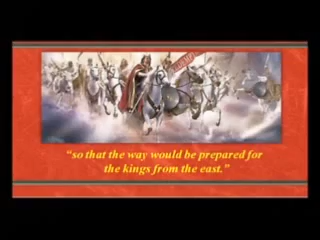 “so that the way would be prepared for
the kings from the east.”